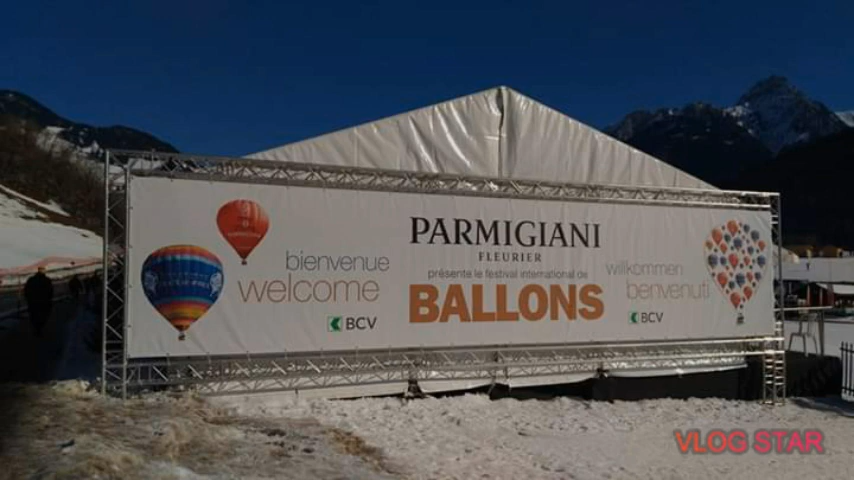 PARMIGIANI
FLEURIER
bienvenue
welcome
BCV
présente le festival international de
BALLONS
willkommen
benvenuti
BCV
VLOG STAR